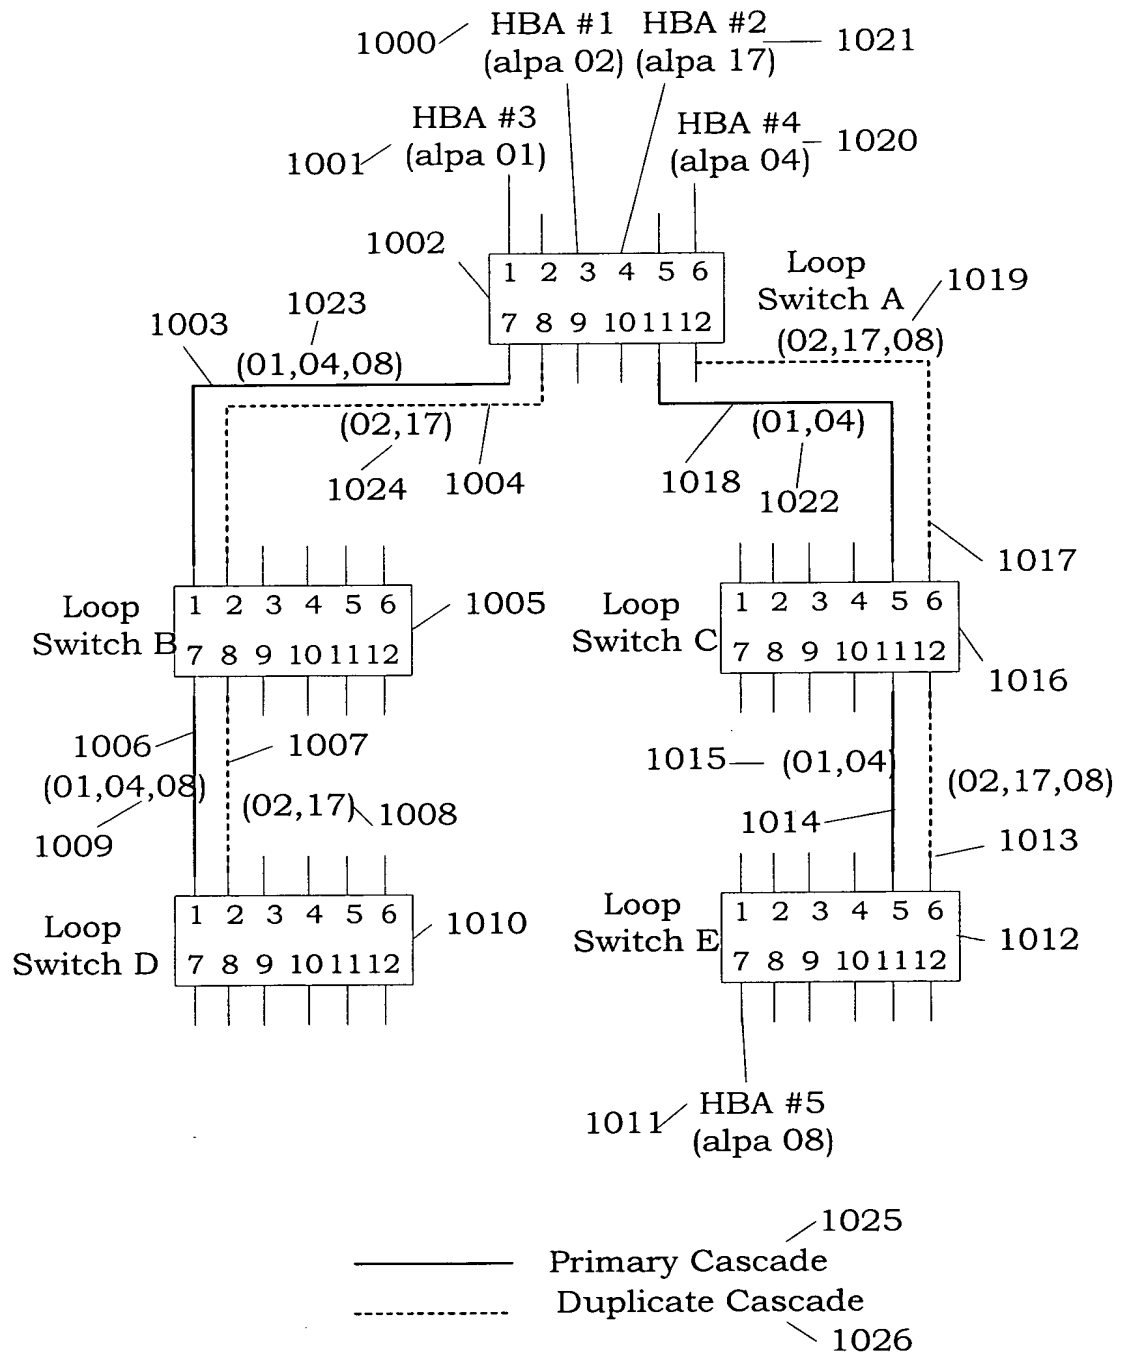 1000 HBA #1 HBA #2 1021
(alpa 02) (alpa 17)
HBA #3 HBA #4 1020
1001 (alpa 01) (alpa 04)
1002
1 2 3 4 5 6
7 8 9 10 11 12
Loop
Switch A
1019
(02,17,08)
1023
1003
(01,04,08)
(02,17)
1024 1004
(01,04)
1018 1022
1017
Loop
Switch B
1 2 3 4 5 6
7 8 9 10 11 12
1005
Loop
Switch C
1 2 3 4 5 6
7 8 9 10 11 12
1016
1006 1007
(01,04,08)
(02,17) 1008
1009
1015 (01,04)
(02,17,08)
1014 1013
Loop
Switch D
1 2 3 4 5 6
7 8 9 10 11 12
1010
Loop
Switch E
1 2 3 4 5 6
7 8 9 10 11 12
1012
1011 HBA #5
(alpa 08)
1025
Primary Cascade
Duplicate Cascade
1026